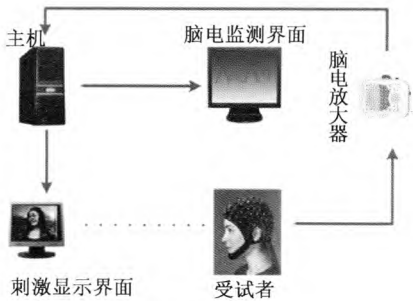 主机
脑电监测界面
脑电放大器
刺激显示界面
受试者